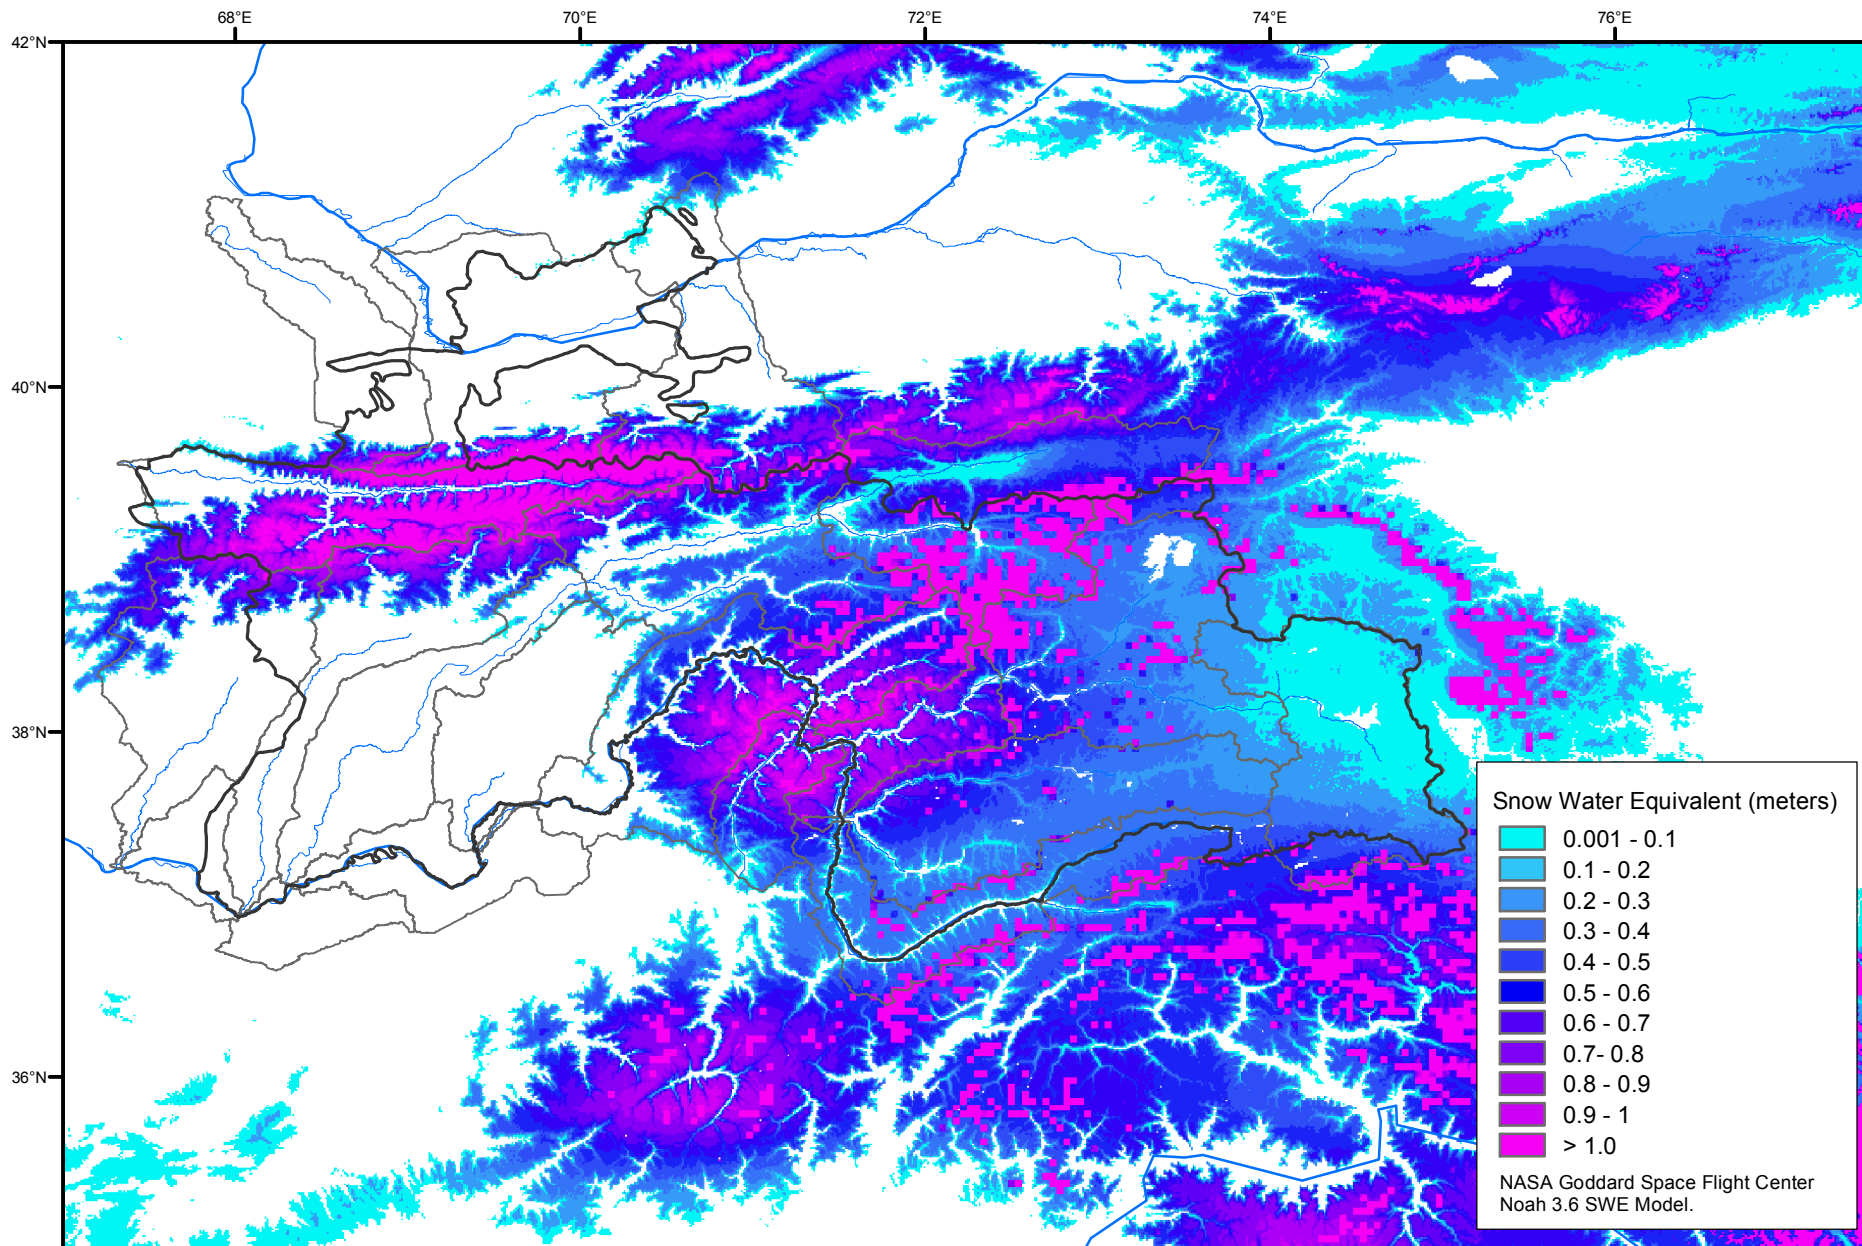 68°E
70°E
72°E
74°E
76°E
42°N
40°N
38°N
36°N
Snow Water Equivalent (meters)
0.001 - 0.1
0.1 - 0.2
0.2 - 0.3
0.3 - 0.4
0.4 - 0.5
0.5 - 0.6
0.6 - 0.7
0.7- 0.8
0.8 - 0.9
0.9 - 1
> 1.0
NASA Goddard Space Flight Center
Noah 3.6 SWE Model.